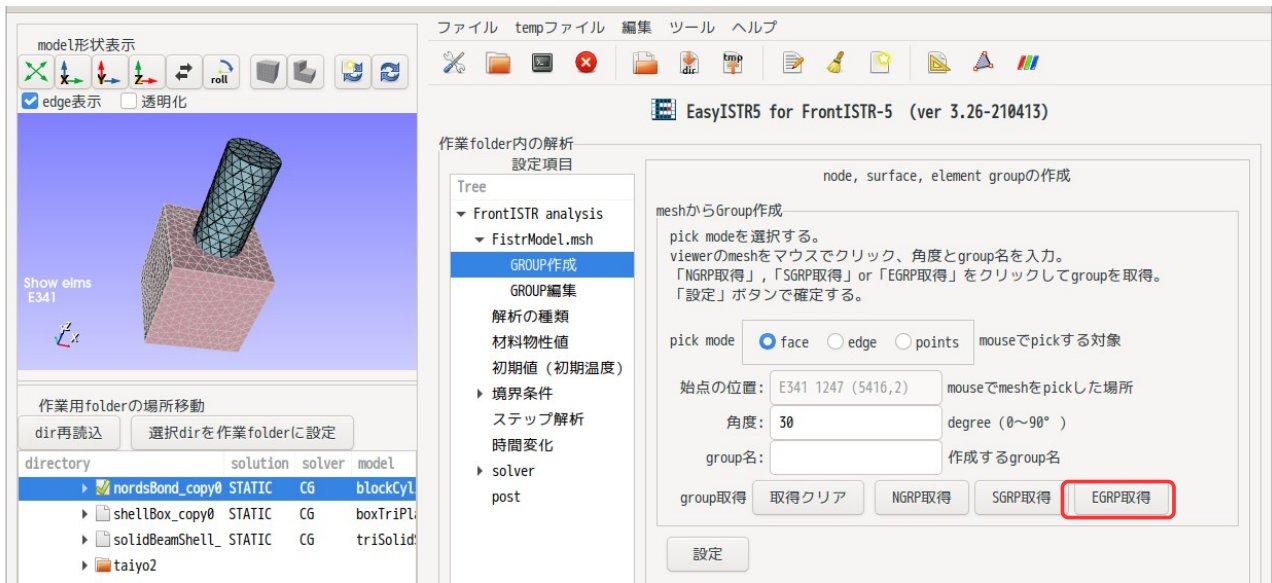 model形状表示
X Y Z roll
edge表示 透明化
Show elms
E341
Z X
作業用folderの場所移動
dir再読込 選択dirを作業folderに設定
directory solution solver model
nordsBond_copy0 STATIC CG blockCyl
shellBox_copy0 STATIC CG boxTriPla
solidBeamShell_ STATIC CG triSolid
taiyo2
ファイル tempファイル 編集 ツール ヘルプ
dir tmp
EasyISTR5 for FrontISTR-5 (ver 3.26-210413)
作業folder内の解析
設定項目
Tree
FrontISTR analysis
FistrModel.msh
GROUP作成
GROUP編集
解析の種類
材料物性値
初期値（初期温度）
境界条件
ステップ解析
時間変化
solver
post
node, surface, element groupの作成
meshからGroup作成
pick modeを選択する。
viewerのmeshをマウスでクリック、角度とgroup名を入力。
「NGRP取得」,「SGRP取得」or「EGRP取得」をクリックしてgroupを取得。
「設定」ボタンで確定する。
pick mode face edge points mouseでpickする対象
始点の位置: E341 1247 (5416,2) mouseでmeshをpickした場所
角度: 30 degree (0～90° )
group名: 作成するgroup名
group取得 取得クリア NGRP取得 SGRP取得 EGRP取得
設定